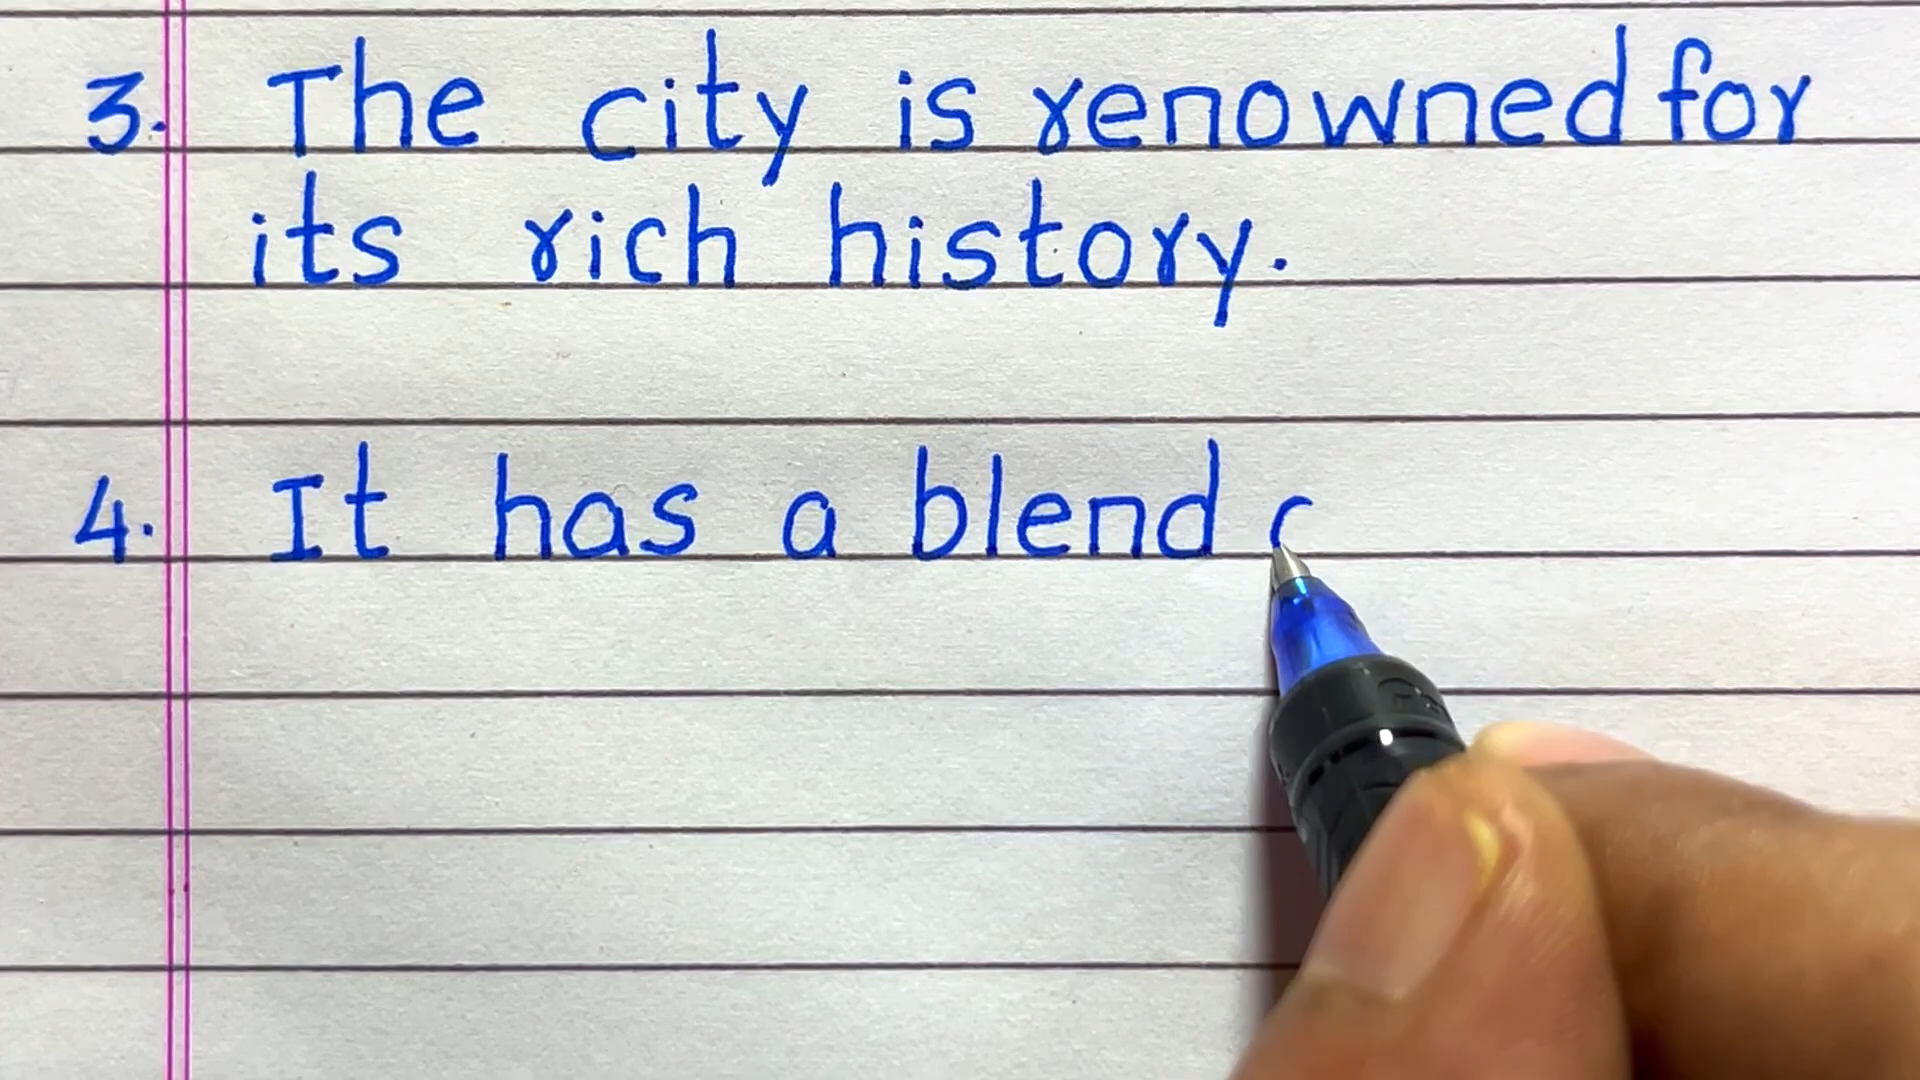 3. The city is renowned for
its rich history.
4. It has a blend